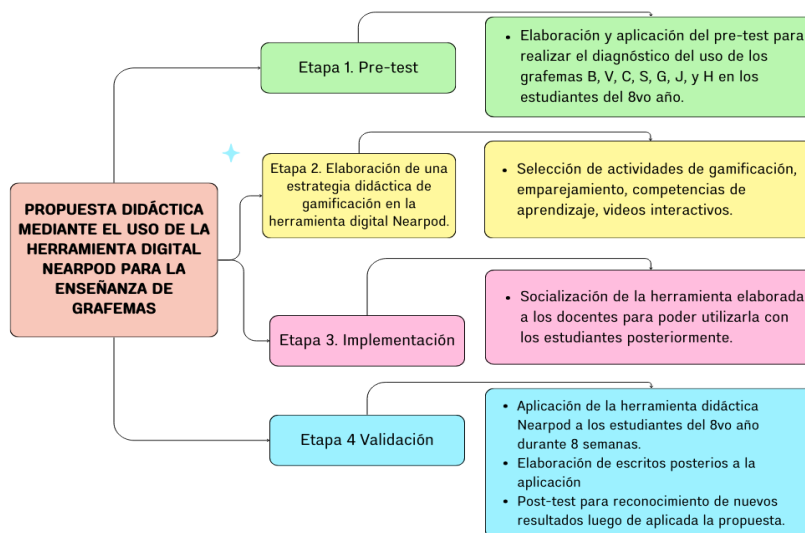 PROPUESTA DIDÁCTICA
MEDIANTE EL USO DE LA
HERRAMIENTA DIGITAL
NEARPOD PARA LA
ENSEÑANZA DE
GRAFEMAS
Etapa 1. Pre-test
• Elaboración y aplicación del pre-test para
realizar el diagnóstico del uso de los
grafemas B, V, C, S, G, J, y H en los
estudiantes del 8vo año.
Etapa 2. Elaboración de una
estrategia didáctica de
gamificación en la
herramienta digital Nearpod.
• Selección de actividades de gamificación,
emparejamiento, competencias de
aprendizaje, videos interactivos.
Etapa 3. Implementación
• Socialización de la herramienta elaborada
a los docentes para poder utilizarla con
los estudiantes posteriormente.
Etapa 4 Validación
• Aplicación de la herramienta didáctica
Nearpod a los estudiantes del 8vo año
durante 8 semanas.
• Elaboración de escritos posterios a la
aplicación
• Post-test para reconocimiento de nuevos
resultados luego de aplicada la propuesta.